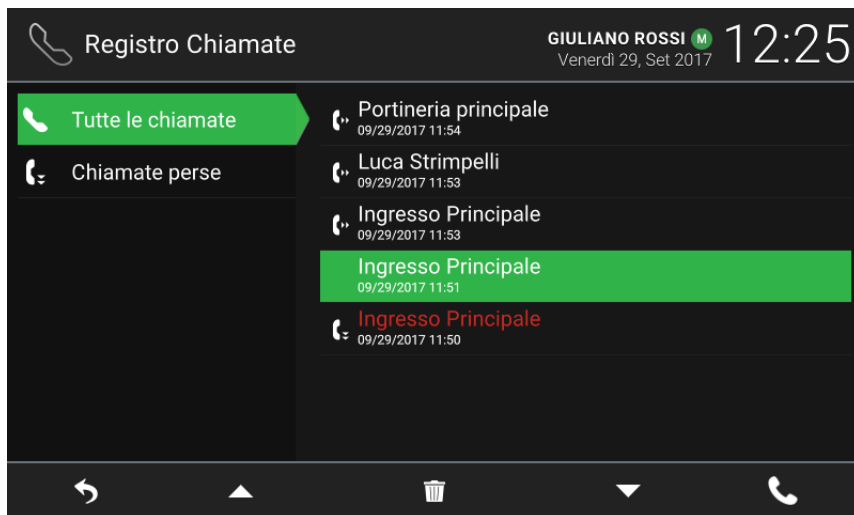 Registro Chiamate
GIULIANO ROSSI M
Venerdì 29, Set 2017
12:25
Tutte le chiamate
Chiamate perse
Portineria principale
09/29/2017 11:54
Luca Strimpelli
09/29/2017 11:53
Ingresso Principale
09/29/2017 11:53
Ingresso Principale
09/29/2017 11:51
Ingresso Principale
09/29/2017 11:50